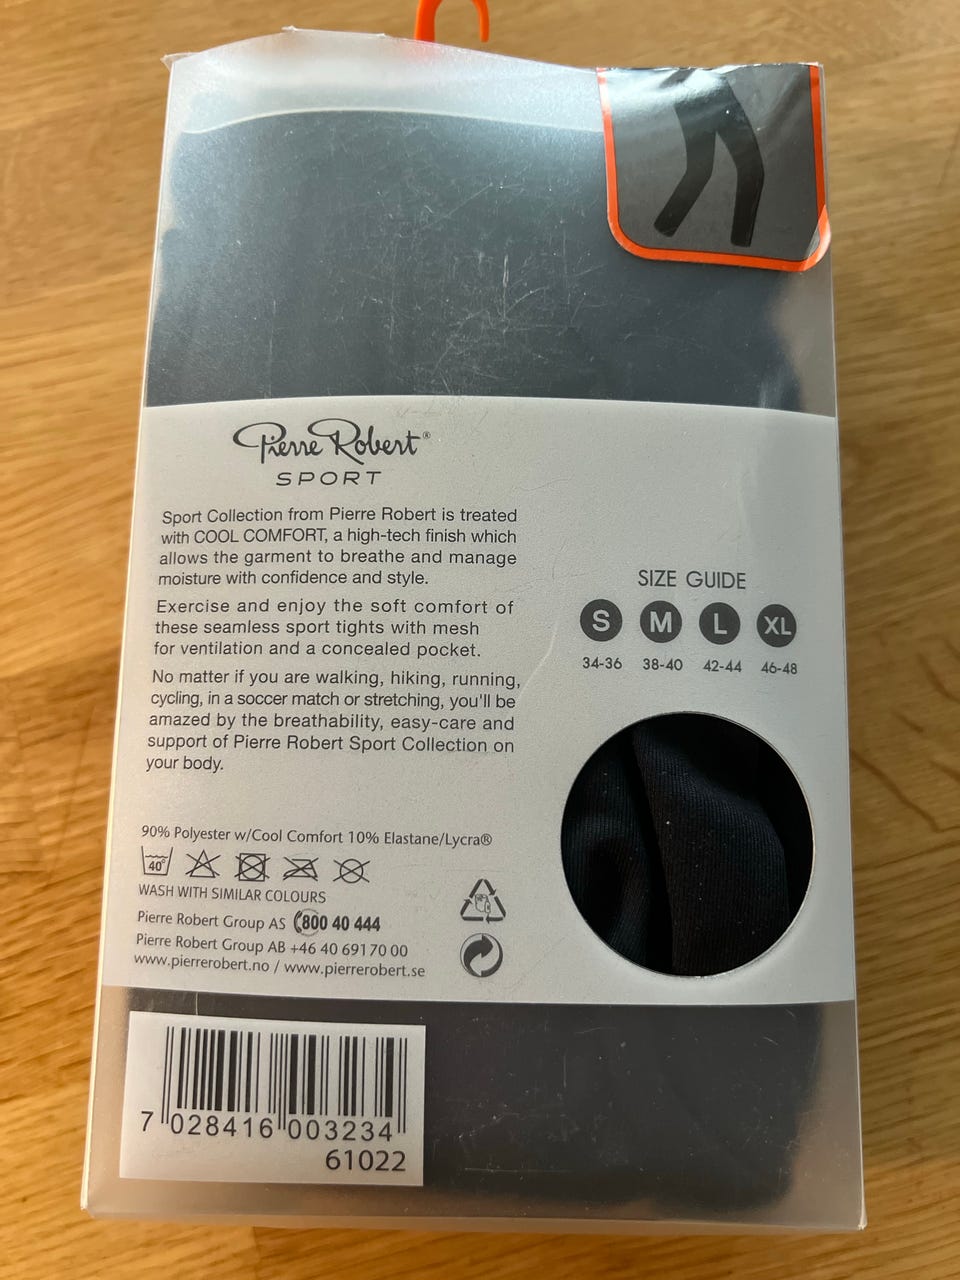 Pierre Robert®
SPORT
Sport Collection from Pierre Robert is treated
with COOL COMFORT, a high-tech finish which
allows the garment to breathe and manage
moisture with confidence and style.
Exercise and enjoy the soft comfort of
these seamless sport tights with mesh
for ventilation and a concealed pocket.
No matter if you are walking, hiking, running,
cycling, in a soccer match or stretching, you'll be
amazed by the breathability, easy-care and
support of Pierre Robert Sport Collection on
your body.
SIZE GUIDE
S M L XL
34-36 38-40 42-44 46-48
90% Polyester w/Cool Comfort 10% Elastane/Lycra®
40°
WASH WITH SIMILAR COLOURS
Pierre Robert Group AS 800 40 444
Pierre Robert Group AB +46 40 691 70 00
www.pierrerobert.no / www.pierrerobert.se
7 028416 003234
61022